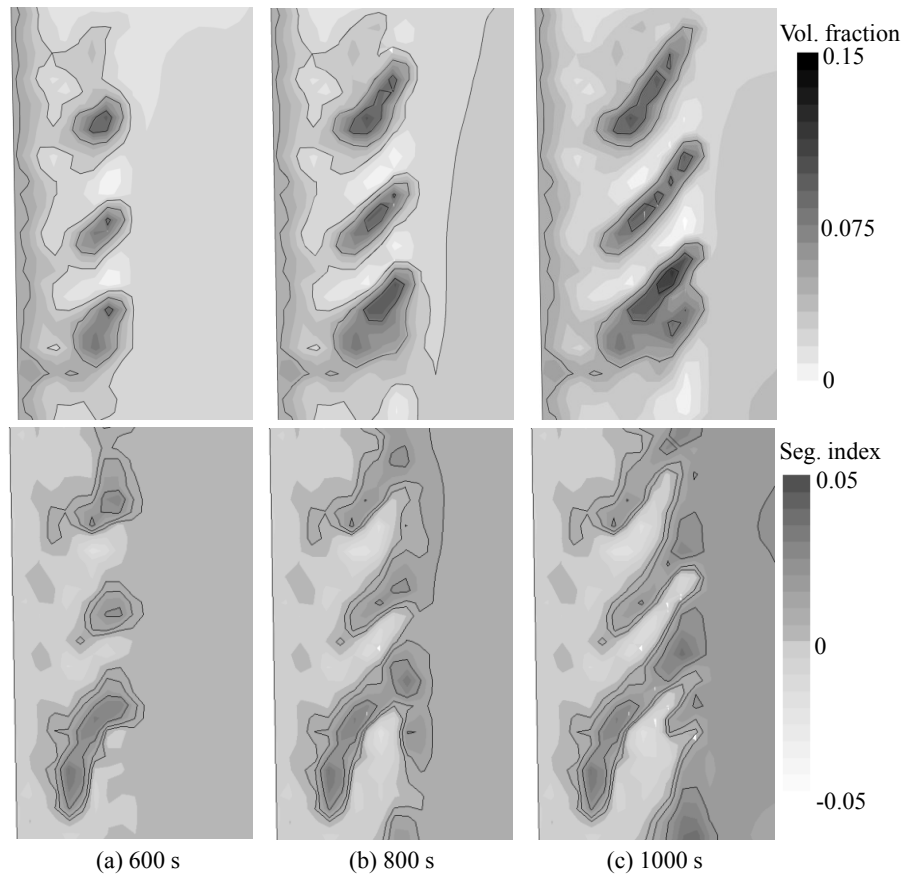 Vol. fraction
0.15
0.075
0
Seg. index
0.05
0
-0.05
(a) 600 s
(b) 800 s
(c) 1000 s